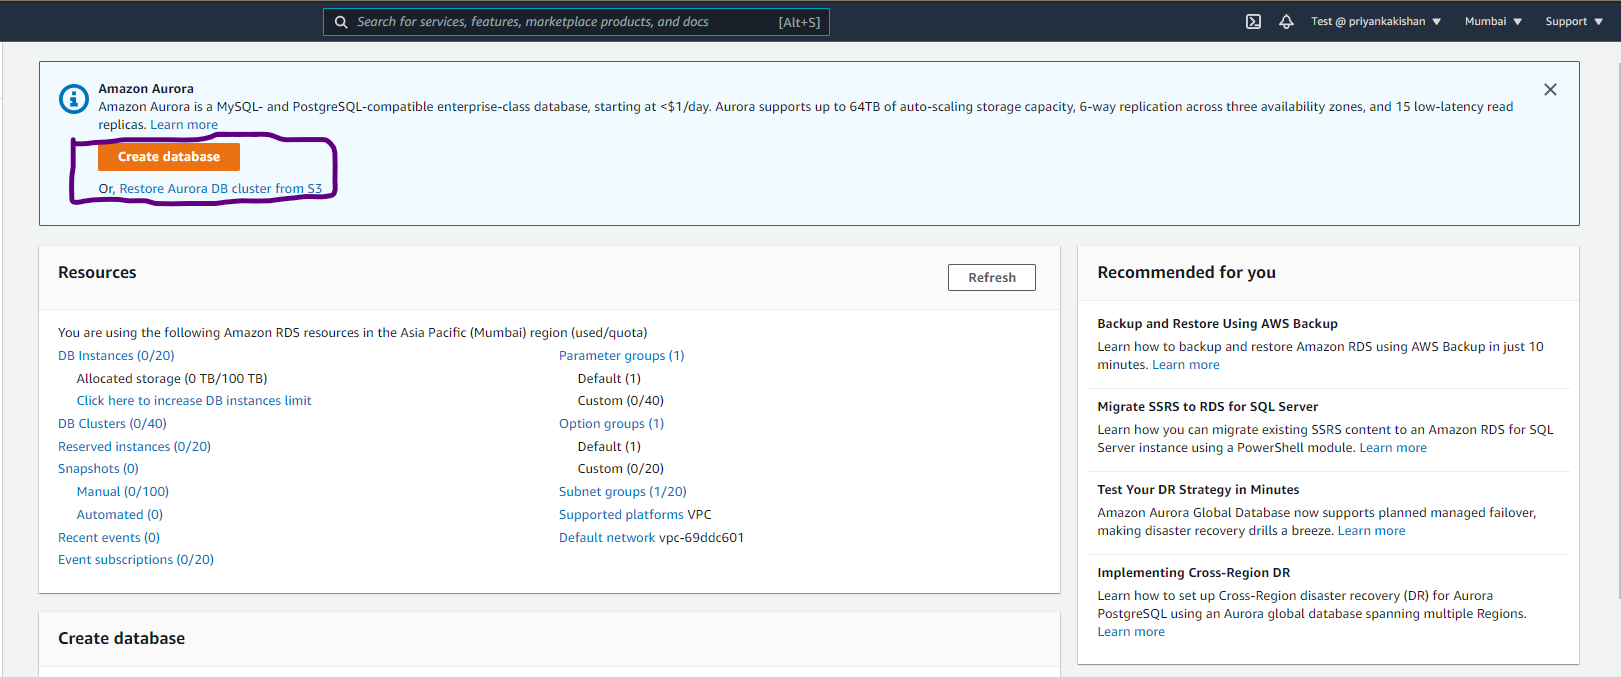 Search for services, features, marketplace products, and docs [Alt+S]
Test @ priyankakishan Mumbai Support
Amazon Aurora
Amazon Aurora is a MySQL- and PostgreSQL-compatible enterprise-class database, starting at <$1/day. Aurora supports up to 64TB of auto-scaling storage capacity, 6-way replication across three availability zones, and 15 low-latency read
replicas. Learn more
Create database
Or, Restore Aurora DB cluster from S3
Resources
Refresh
You are using the following Amazon RDS resources in the Asia Pacific (Mumbai) region (used/quota)
DB Instances (0/20)
Allocated storage (0 TB/100 TB)
Click here to increase DB instances limit
DB Clusters (0/40)
Reserved instances (0/20)
Snapshots (0)
Manual (0/100)
Automated (0)
Recent events (0)
Event subscriptions (0/20)
Parameter groups (1)
Default (1)
Custom (0/40)
Option groups (1)
Default (1)
Custom (0/20)
Subnet groups (1/20)
Supported platforms VPC
Default network vpc-69ddc601
Create database
Recommended for you
Backup and Restore Using AWS Backup
Learn how to backup and restore Amazon RDS using AWS Backup in just 10
minutes. Learn more
Migrate SSRS to RDS for SQL Server
Learn how you can migrate existing SSRS content to an Amazon RDS for SQL
Server instance using a PowerShell module. Learn more
Test Your DR Strategy in Minutes
Amazon Aurora Global Database now supports planned managed failover,
making disaster recovery drills a breeze. Learn more
Implementing Cross-Region DR
Learn how to set up Cross-Region disaster recovery (DR) for Aurora
PostgreSQL using an Aurora global database spanning multiple Regions.
Learn more